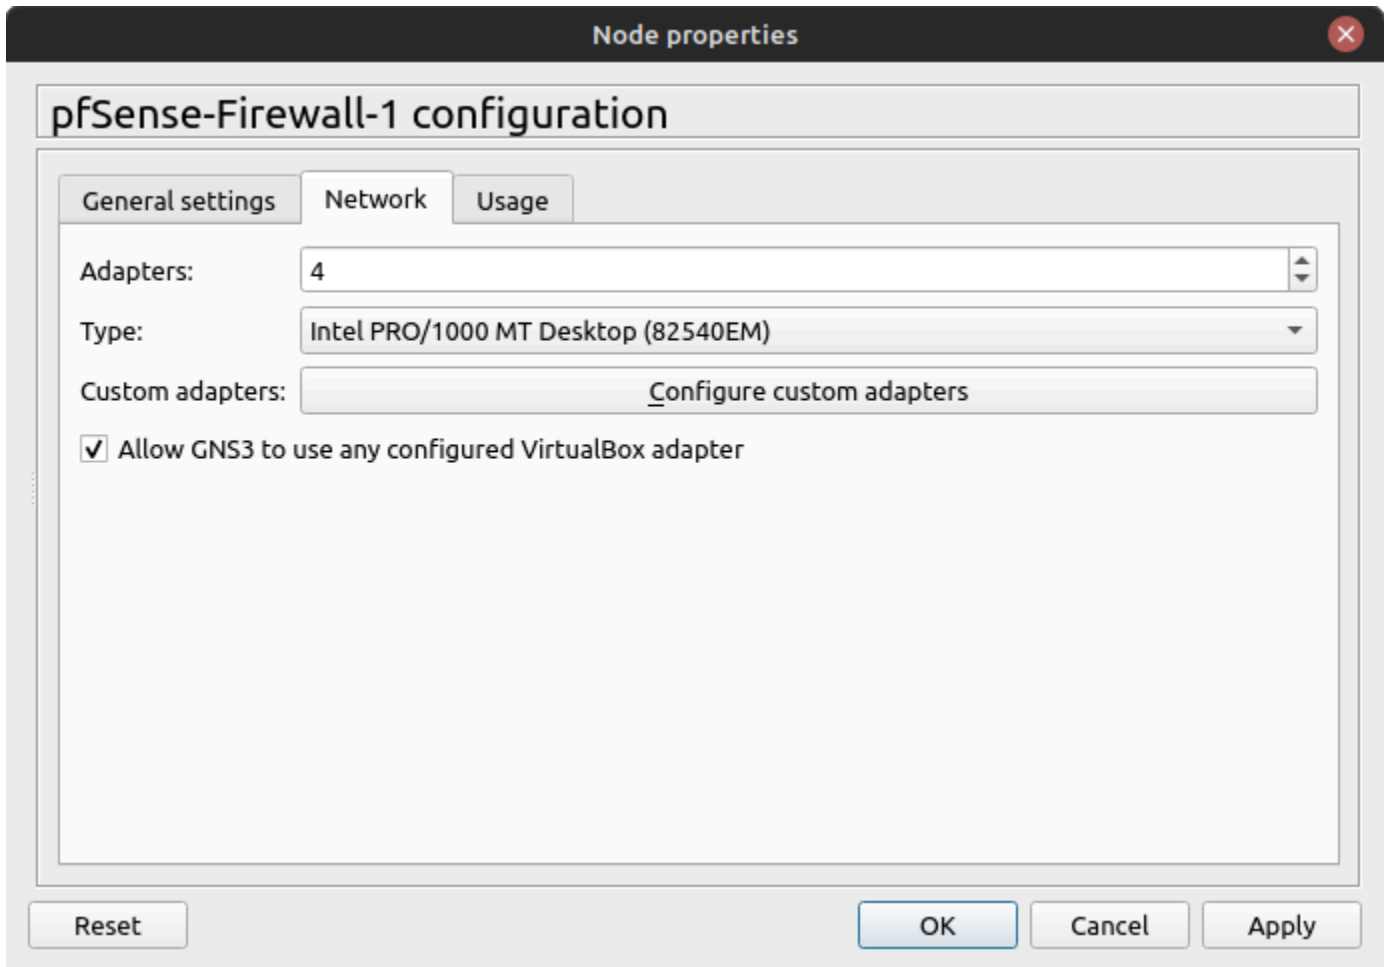 Node properties
pfSense-Firewall-1 configuration
General settings Network Usage
Adapters: 4
Type: Intel PRO/1000 MT Desktop (82540EM)
Custom adapters: Configure custom adapters
Allow GNS3 to use any configured VirtualBox adapter
Reset OK Cancel Apply